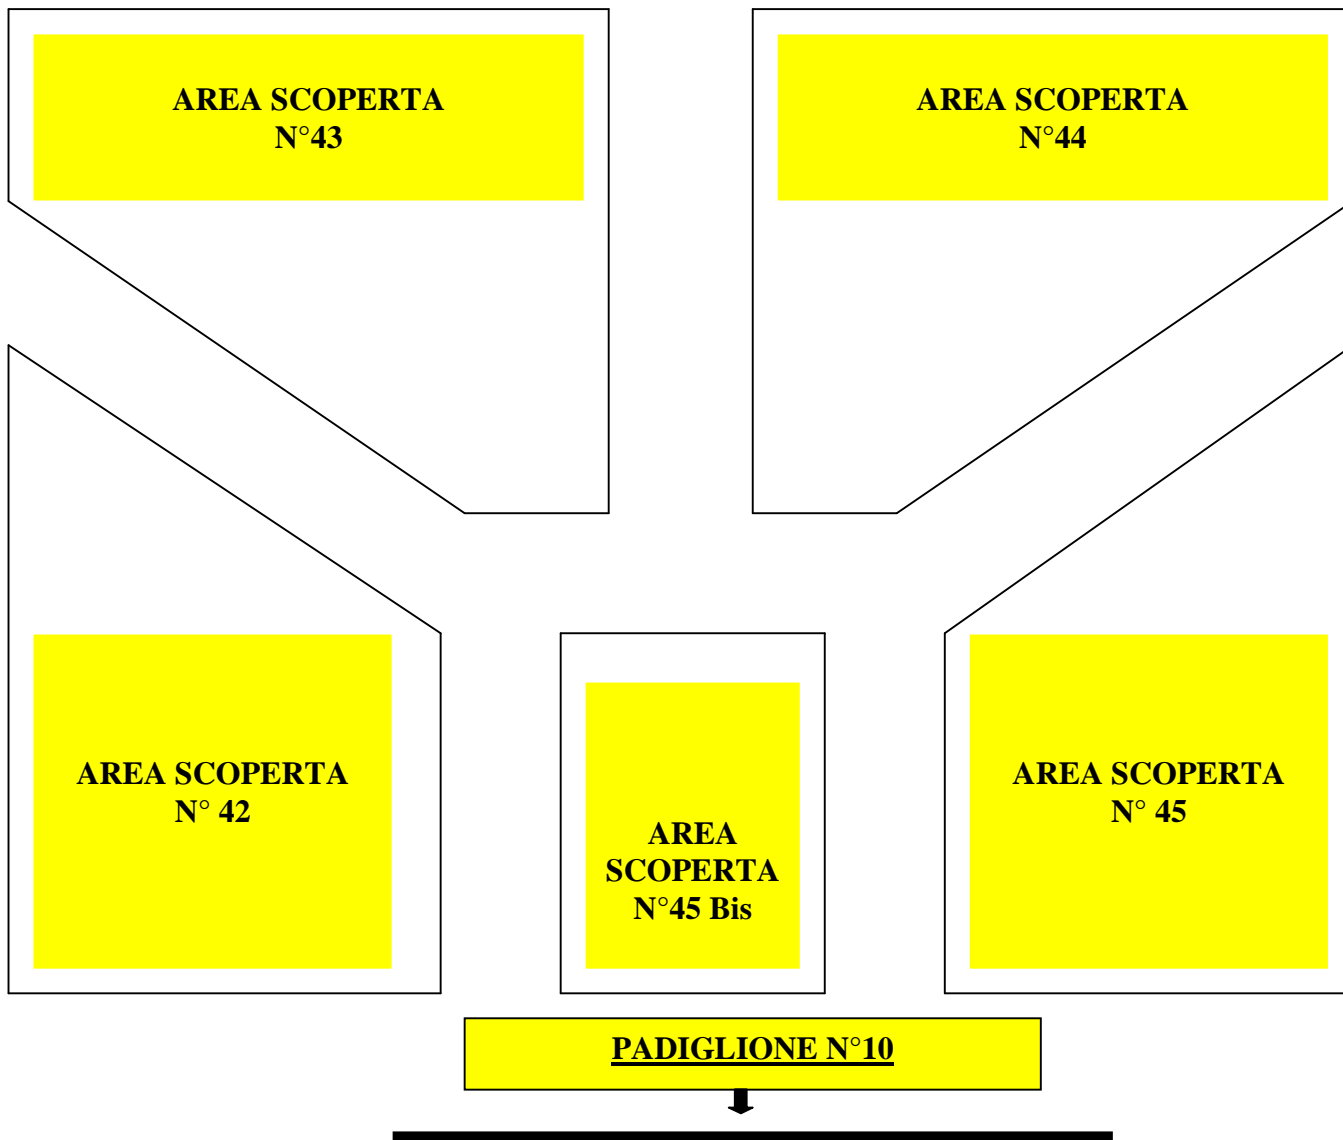 AREA SCOPERTA
N°43
AREA SCOPERTA
N°44
AREA SCOPERTA
N° 42
AREA
SCOPERTA
N°45 Bis
AREA SCOPERTA
N° 45
PADIGLIONE N°10